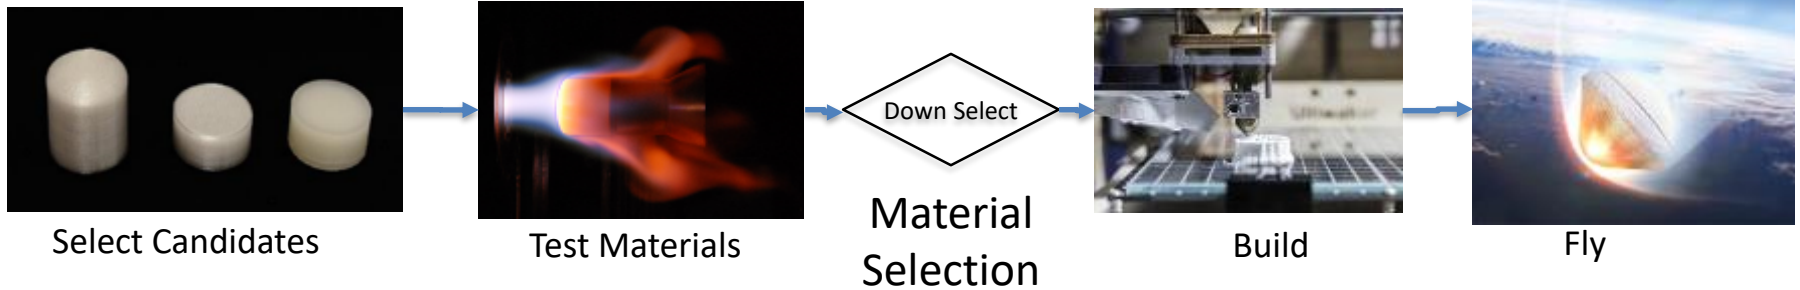 Down Select
Select Candidates
Test Materials
Material
Selection
Build
Fly